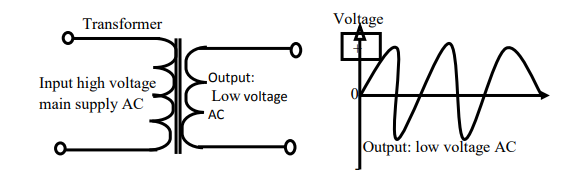 Transformer
Input high voltage
main supply AC
Output:
Low voltage
AC
Voltage
+
0
Output: low voltage AC